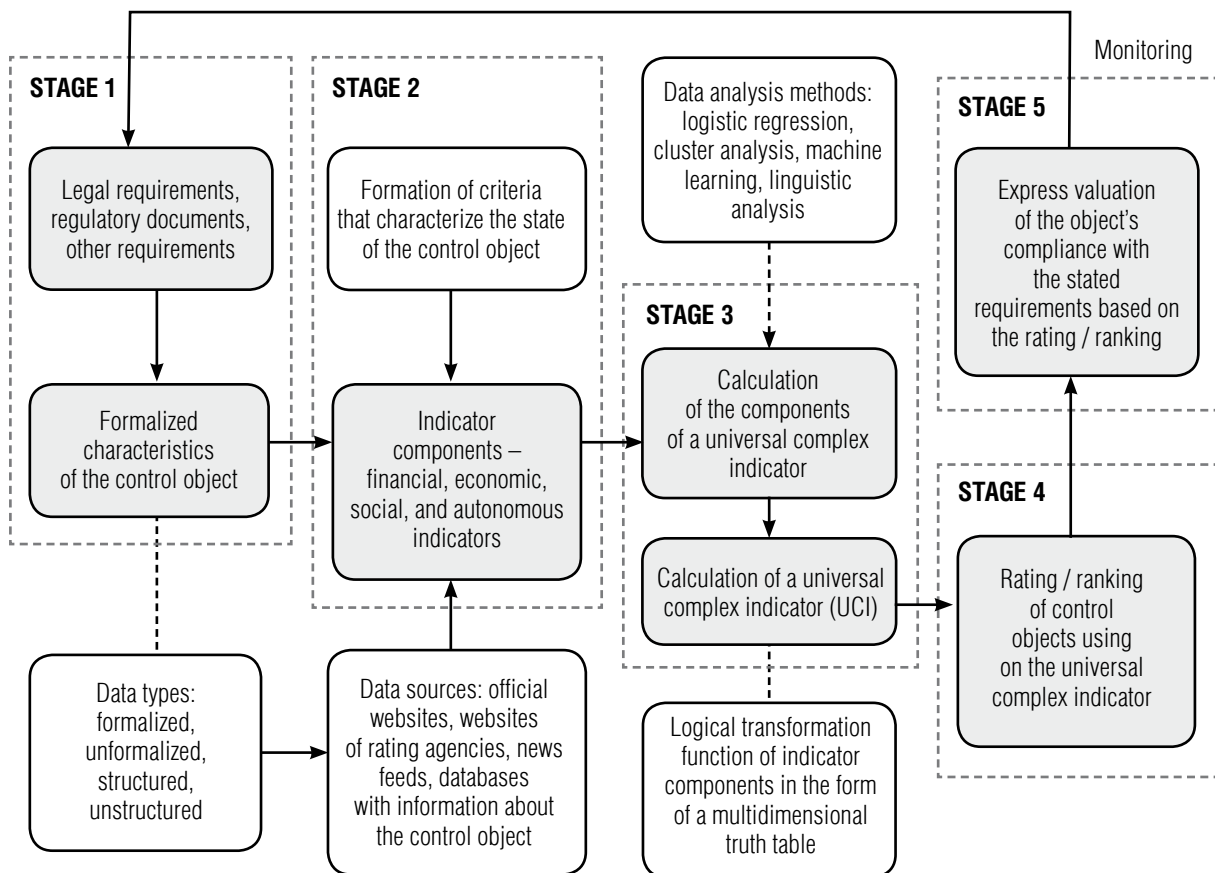 Monitoring
STAGE 1
Legal requirements,
regulatory documents,
other requirements
Formalized
characteristics
of the control object
Data types:
formalized,
unformalized,
structured,
unstructured
STAGE 2
Formation of criteria
that characterize the state
of the control object
Indicator
components –
financial, economic,
social, and autonomous
indicators
Data sources: official
websites, websites
of rating agencies, news
feeds, databases
with information about
the control object
Data analysis methods:
logistic regression,
cluster analysis, machine
learning, linguistic
analysis
STAGE 3
Calculation
of the components
of a universal complex
indicator
Calculation of a universal
complex indicator (UCI)
Logical transformation
function of indicator
components in the form
of a multidimensional
truth table
STAGE 5
Express valuation
of the object’s
compliance with
the stated
requirements based on
the rating / ranking
STAGE 4
Rating / ranking
of control
objects using
on the universal
complex indicator